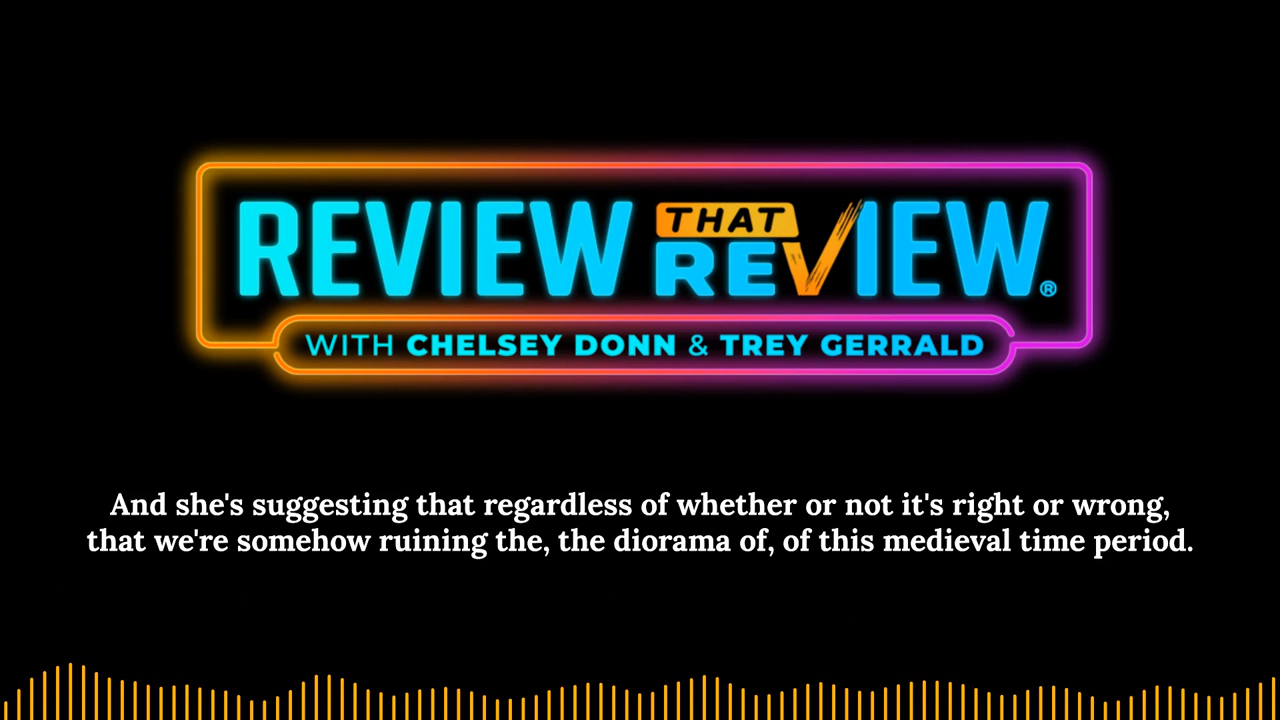 REVIEW THAT REVIEW®
WITH CHELSEY DONN & TREY GERRALD
And she's suggesting that regardless of whether or not it's right or wrong,
that we're somehow ruining the, the diorama of, of this medieval time period.